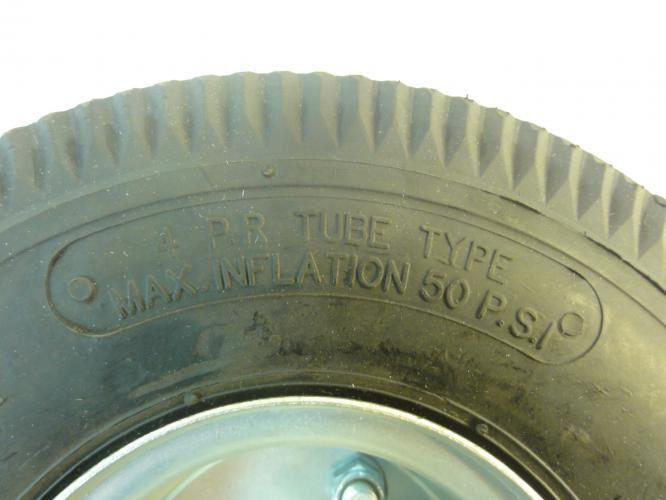 4 P.R TUBE TYPE
MAX. INFLATION 50 P.S.I